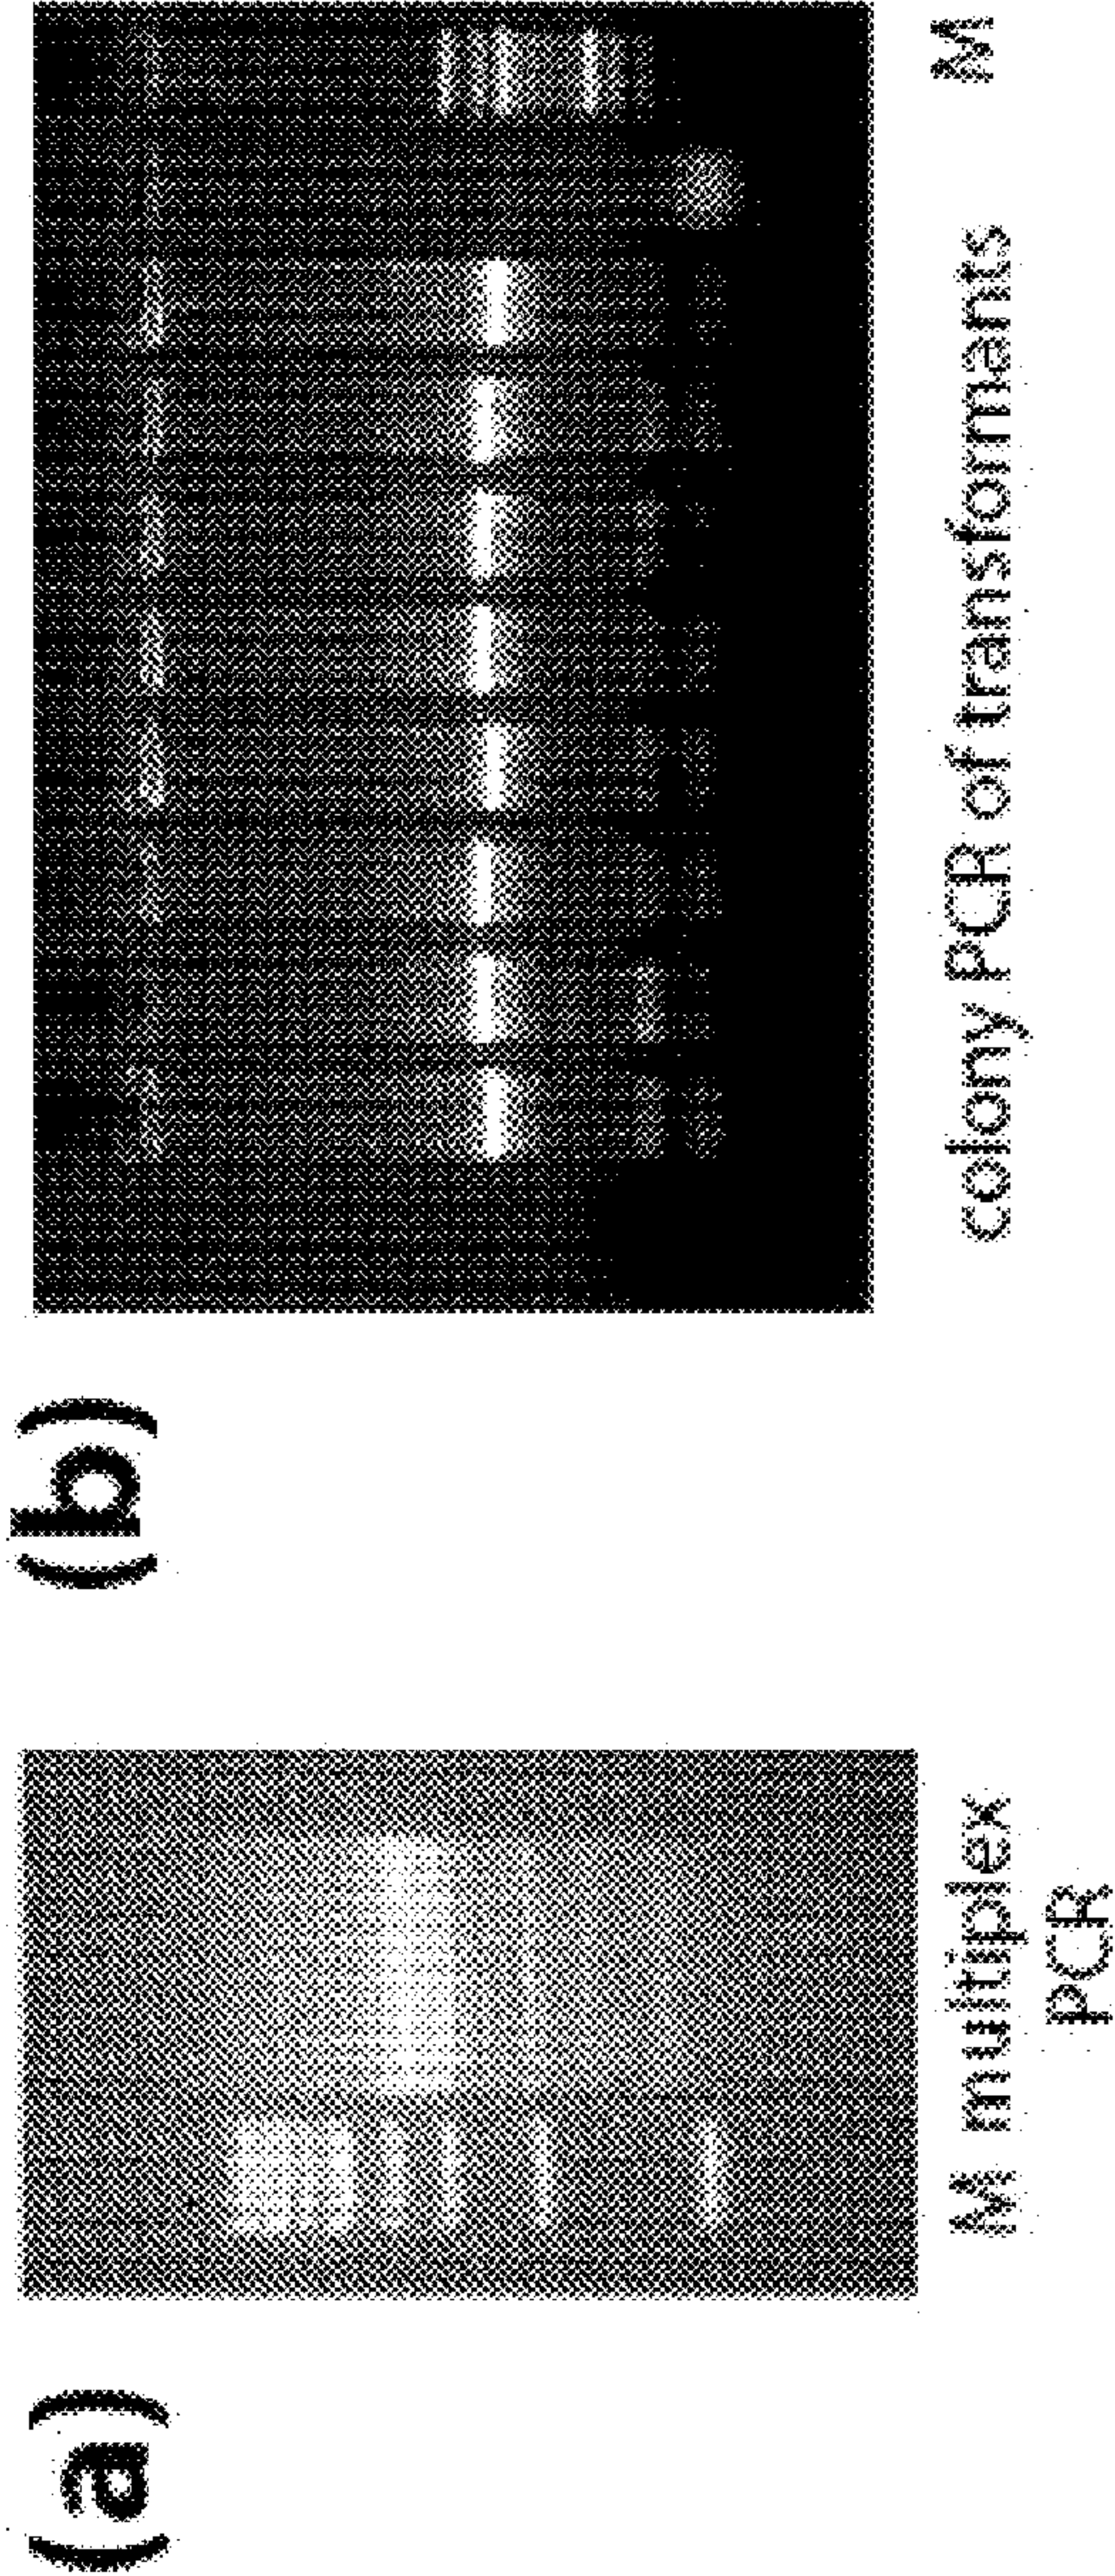 (a)
M multiplex
PCR
(b)
colony PCR of transformants M